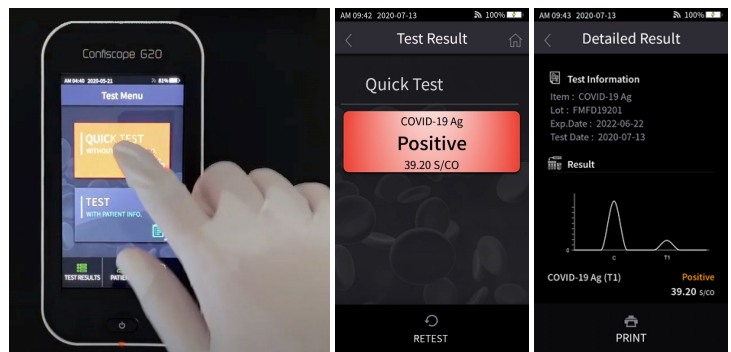 Confiscope G20
AM 04:40 2020-05-21 81%
Test Menu
QUICK TEST
TEST
WITH PATIENT INFO.
TEST RESULTS
AM 09:42 2020-07-13 100%
Test Result
Quick Test
COVID-19 Ag
Positive
39.20 S/CO
RETEST
AM 09:43 2020-07-13 100%
Detailed Result
Test Information
Item : COVID-19 Ag
Lot : FMFD19201
Exp.Date : 2022-06-22
Test Date : 2020-07-13
Result
0
C T1
COVID-19 Ag (T1) Positive
39.20 S/CO
PRINT